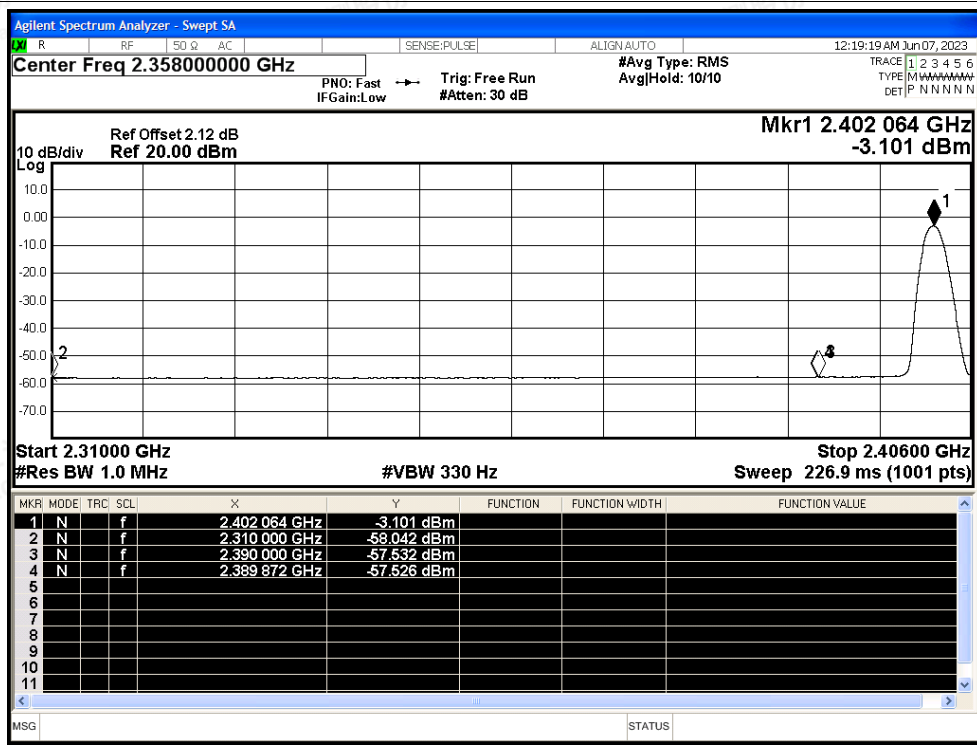 Agilent Spectrum Analyzer - Swept SA
LXI R RF 50 Ω AC SENSE:PULSE ALIGN AUTO 12:19:19 AM Jun 07, 2023
Center Freq 2.358000000 GHz #Avg Type: RMS TRACE 1 2 3 4 5 6
PNO: Fast Trig: Free Run Avg|Hold: 10/10 TYPE M WWWWW
IFGain:Low #Atten: 30 dB DET P N N N N N
Mkr1 2.402 064 GHz
Ref Offset 2.12 dB
10 dB/div Ref 20.00 dBm -3.101 dBm
Log
10.0
1
0.00
-10.0
-20.0
-30.0
-40.0
-50.0 2
-60.0
-70.0
Start 2.31000 GHz Stop 2.40600 GHz
#Res BW 1.0 MHz #VBW 330 Hz Sweep 226.9 ms (1001 pts)
MKR MODE TRC SCL X Y FUNCTION FUNCTION WIDTH FUNCTION VALUE
1 N f 2.402 064 GHz -3.101 dBm
2 N f 2.310 000 GHz -58.042 dBm
3 N f 2.390 000 GHz -57.532 dBm
4 N f 2.389 872 GHz -57.526 dBm
5
6
7
8
9
10
11
MSG STATUS